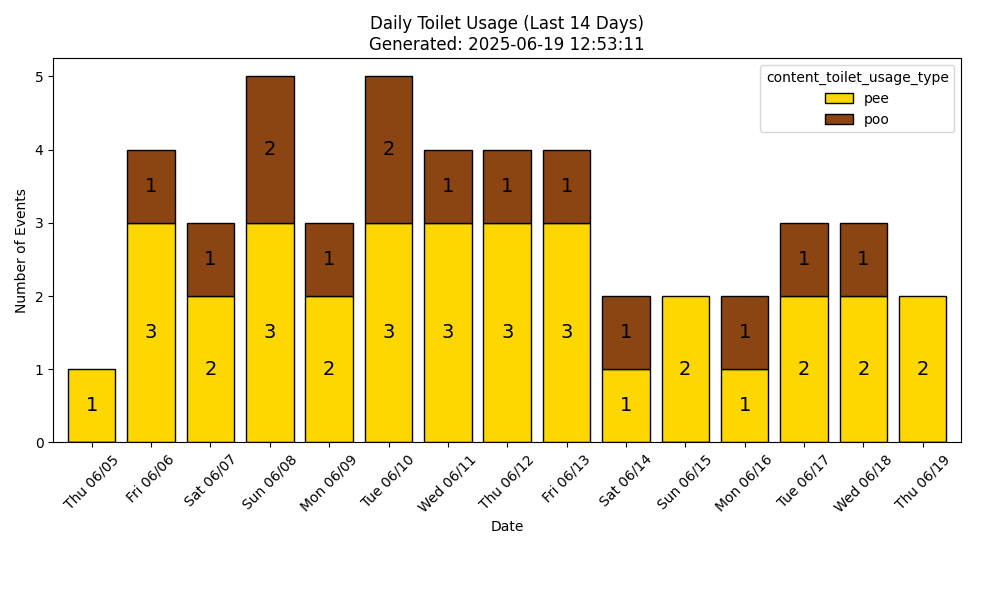 Daily Toilet Usage (Last 14 Days)
Generated: 2025-06-19 12:53:11
content_toilet_usage_type
pee
poo
Number of Events
5
4
3
2
1
0
2 2
1 1 1 1
1 1 1 1
3 3 3 3 3 3 1 1
2 2 2 2 2 2
1 1 1
Thu 06/05 Fri 06/06 Sat 06/07 Sun 06/08 Mon 06/09 Tue 06/10 Wed 06/11 Thu 06/12 Fri 06/13 Sat 06/14 Sun 06/15 Mon 06/16 Tue 06/17 Wed 06/18 Thu 06/19
Date